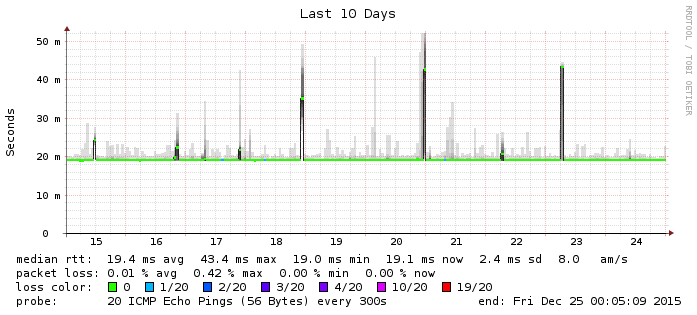 Last 10 Days
RRDTOOL / TOBI OETIKER
Seconds
50 m
40 m
30 m
20 m
10 m
0
15 16 17 18 19 20 21 22 23 24
median rtt: 19.4 ms avg 43.4 ms max 19.0 ms min 19.1 ms now 2.4 ms sd 8.0 am/s
packet loss: 0.01 % avg 0.42 % max 0.00 % min 0.00 % now
loss color: 0 1/20 2/20 3/20 4/20 10/20 19/20
probe: 20 ICMP Echo Pings (56 Bytes) every 300s end: Fri Dec 25 00:05:09 2015